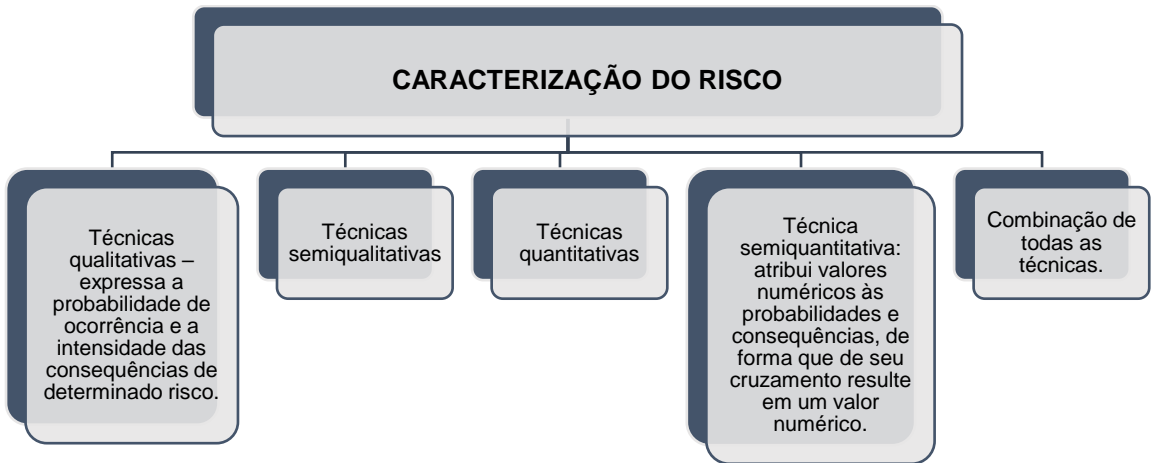 CARACTERIZAÇÃO DO RISCO
Técnicas
qualitativas –
expressa a
probabilidade de
ocorrência e a
intensidade das
consequências de
determinado risco.
Técnicas
semiqualitativas
Técnicas
quantitativas
Técnica
semiquantitativa:
atribui valores
numéricos às
probabilidades e
consequências, de
forma que de seu
cruzamento resulte
em um valor
numérico.
Combinação de
todas as
técnicas.